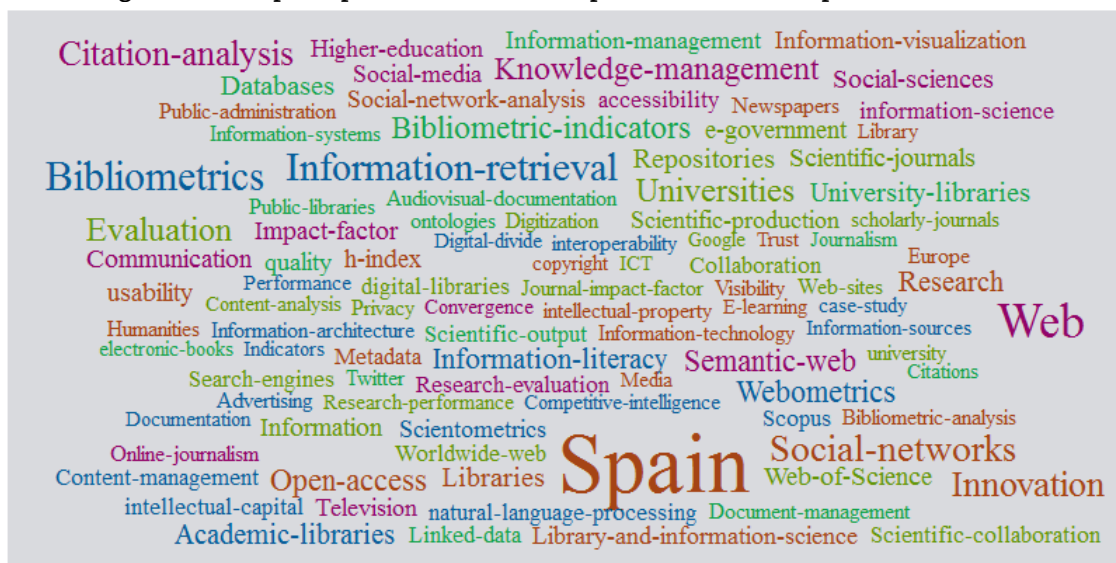 Citation-analysis Higher-education Information-management Information-visualization
Databases Social-media Knowledge-management Social-sciences
Public-administration Social-network-analysis accessibility Newspapers information-science
Information-systems Bibliometric-indicators e-government Library
Bibliometrics Information-retrieval Repositories Scientific-journals
Public-libraries Audiovisual-documentation Universities University-libraries
Evaluation Impact-factor ontologies Digitization Scientific-production scholarly-journals
Digital-divide interoperability Google Trust Journalism
Communication quality h-index copyright ICT Collaboration Europe
usability Performance digital-libraries Journal-impact-factor Visibility Web-sites Research
Content-analysis Privacy Convergence intellectual-property E-learning case-study
Humanities Information-architecture Scientific-output Information-technology Information-sources Web
electronic-books Indicators Metadata Information-literacy Semantic-web university
Search-engines Twitter Research-evaluation Media Webometrics Citations
Advertising Research-performance Competitive-intelligence
Documentation Information Scientometrics Scopus Bibliometric-analysis
Online-journalism Worldwide-web Spain Social-networks
Content-management Open-access Libraries Web-of-Science Innovation
intellectual-capital Television natural-language-processing Document-management
Academic-libraries Linked-data Library-and-information-science Scientific-collaboration